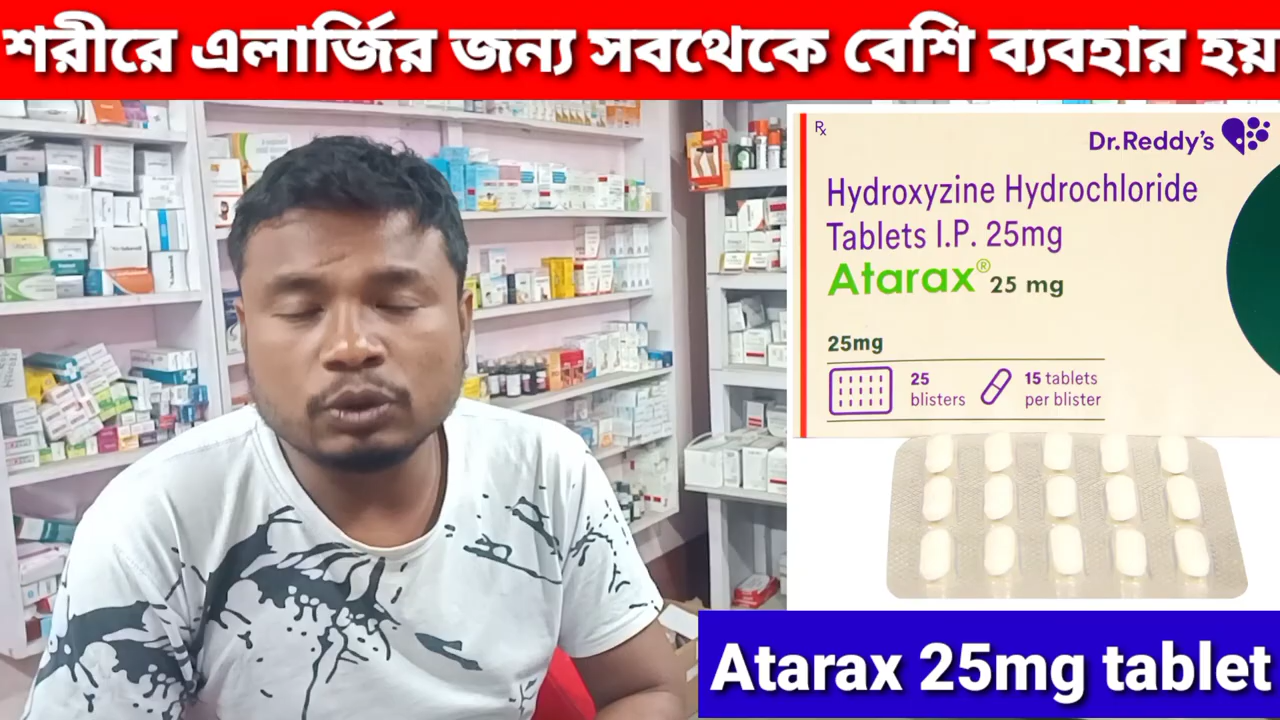 শরীরে এলার্জির জন্য সবথেকে বেশি ব্যবহার হয়
Rx
Dr.Reddy's
Hydroxyzine Hydrochloride
Tablets I.P. 25mg
Atarax® 25 mg
25mg
25 blisters
15 tablets per blister
Atarax 25mg tablet